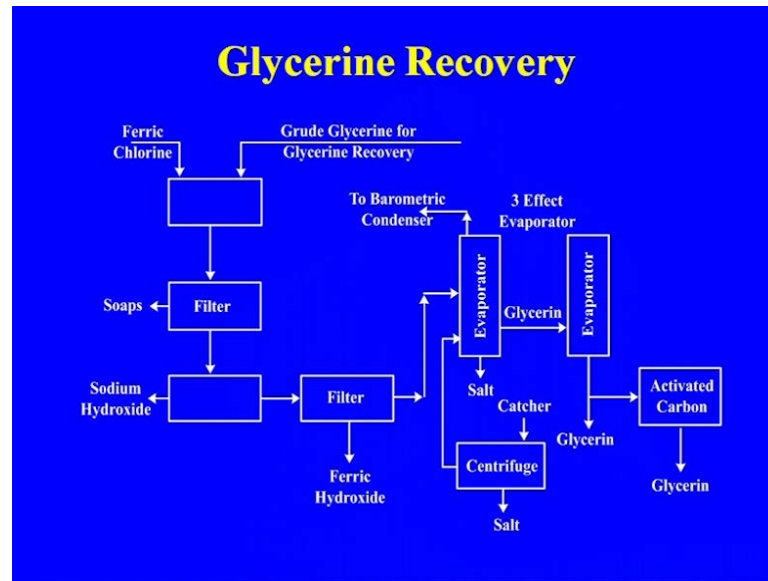 Glycerine Recovery
Ferric
Chlorine
Grude Glycerine for
Glycerine Recovery
To Barometric
Condenser
3 Effect
Evaporator
Evaporator
Evaporator
Soaps
Filter
Glycerin
Sodium
Hydroxide
Filter
Salt
Catcher
Activated
Carbon
Glycerin
Ferric
Hydroxide
Centrifuge
Glycerin
Salt